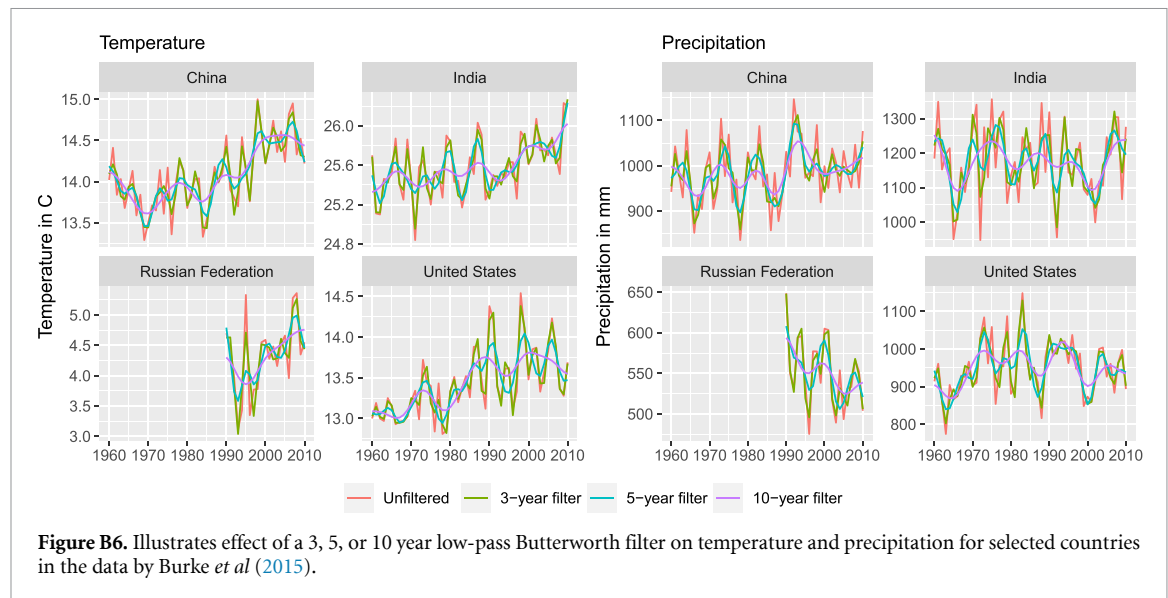 Temperature
Precipitation
China
India
China
India
15.0
14.5
14.0
13.5
26.0
25.6
25.2
24.8
1100
1000
900
1300
1200
1100
1000
Temperature in C
Precipitation in mm
Russian Federation
United States
Russian Federation
United States
5.0
4.5
4.0
3.5
3.0
14.5
14.0
13.5
13.0
650
600
550
500
1100
1000
900
800
1960 1970 1980 1990 2000 2010
1960 1970 1980 1990 2000 2010
1960 1970 1980 1990 2000 2010
1960 1970 1980 1990 2000 2010
Unfiltered 3−year filter 5−year filter 10−year filter
Figure B6. Illustrates effect of a 3, 5, or 10 year low-pass Butterworth filter on temperature and precipitation for selected countries
in the data by Burke et al (2015).